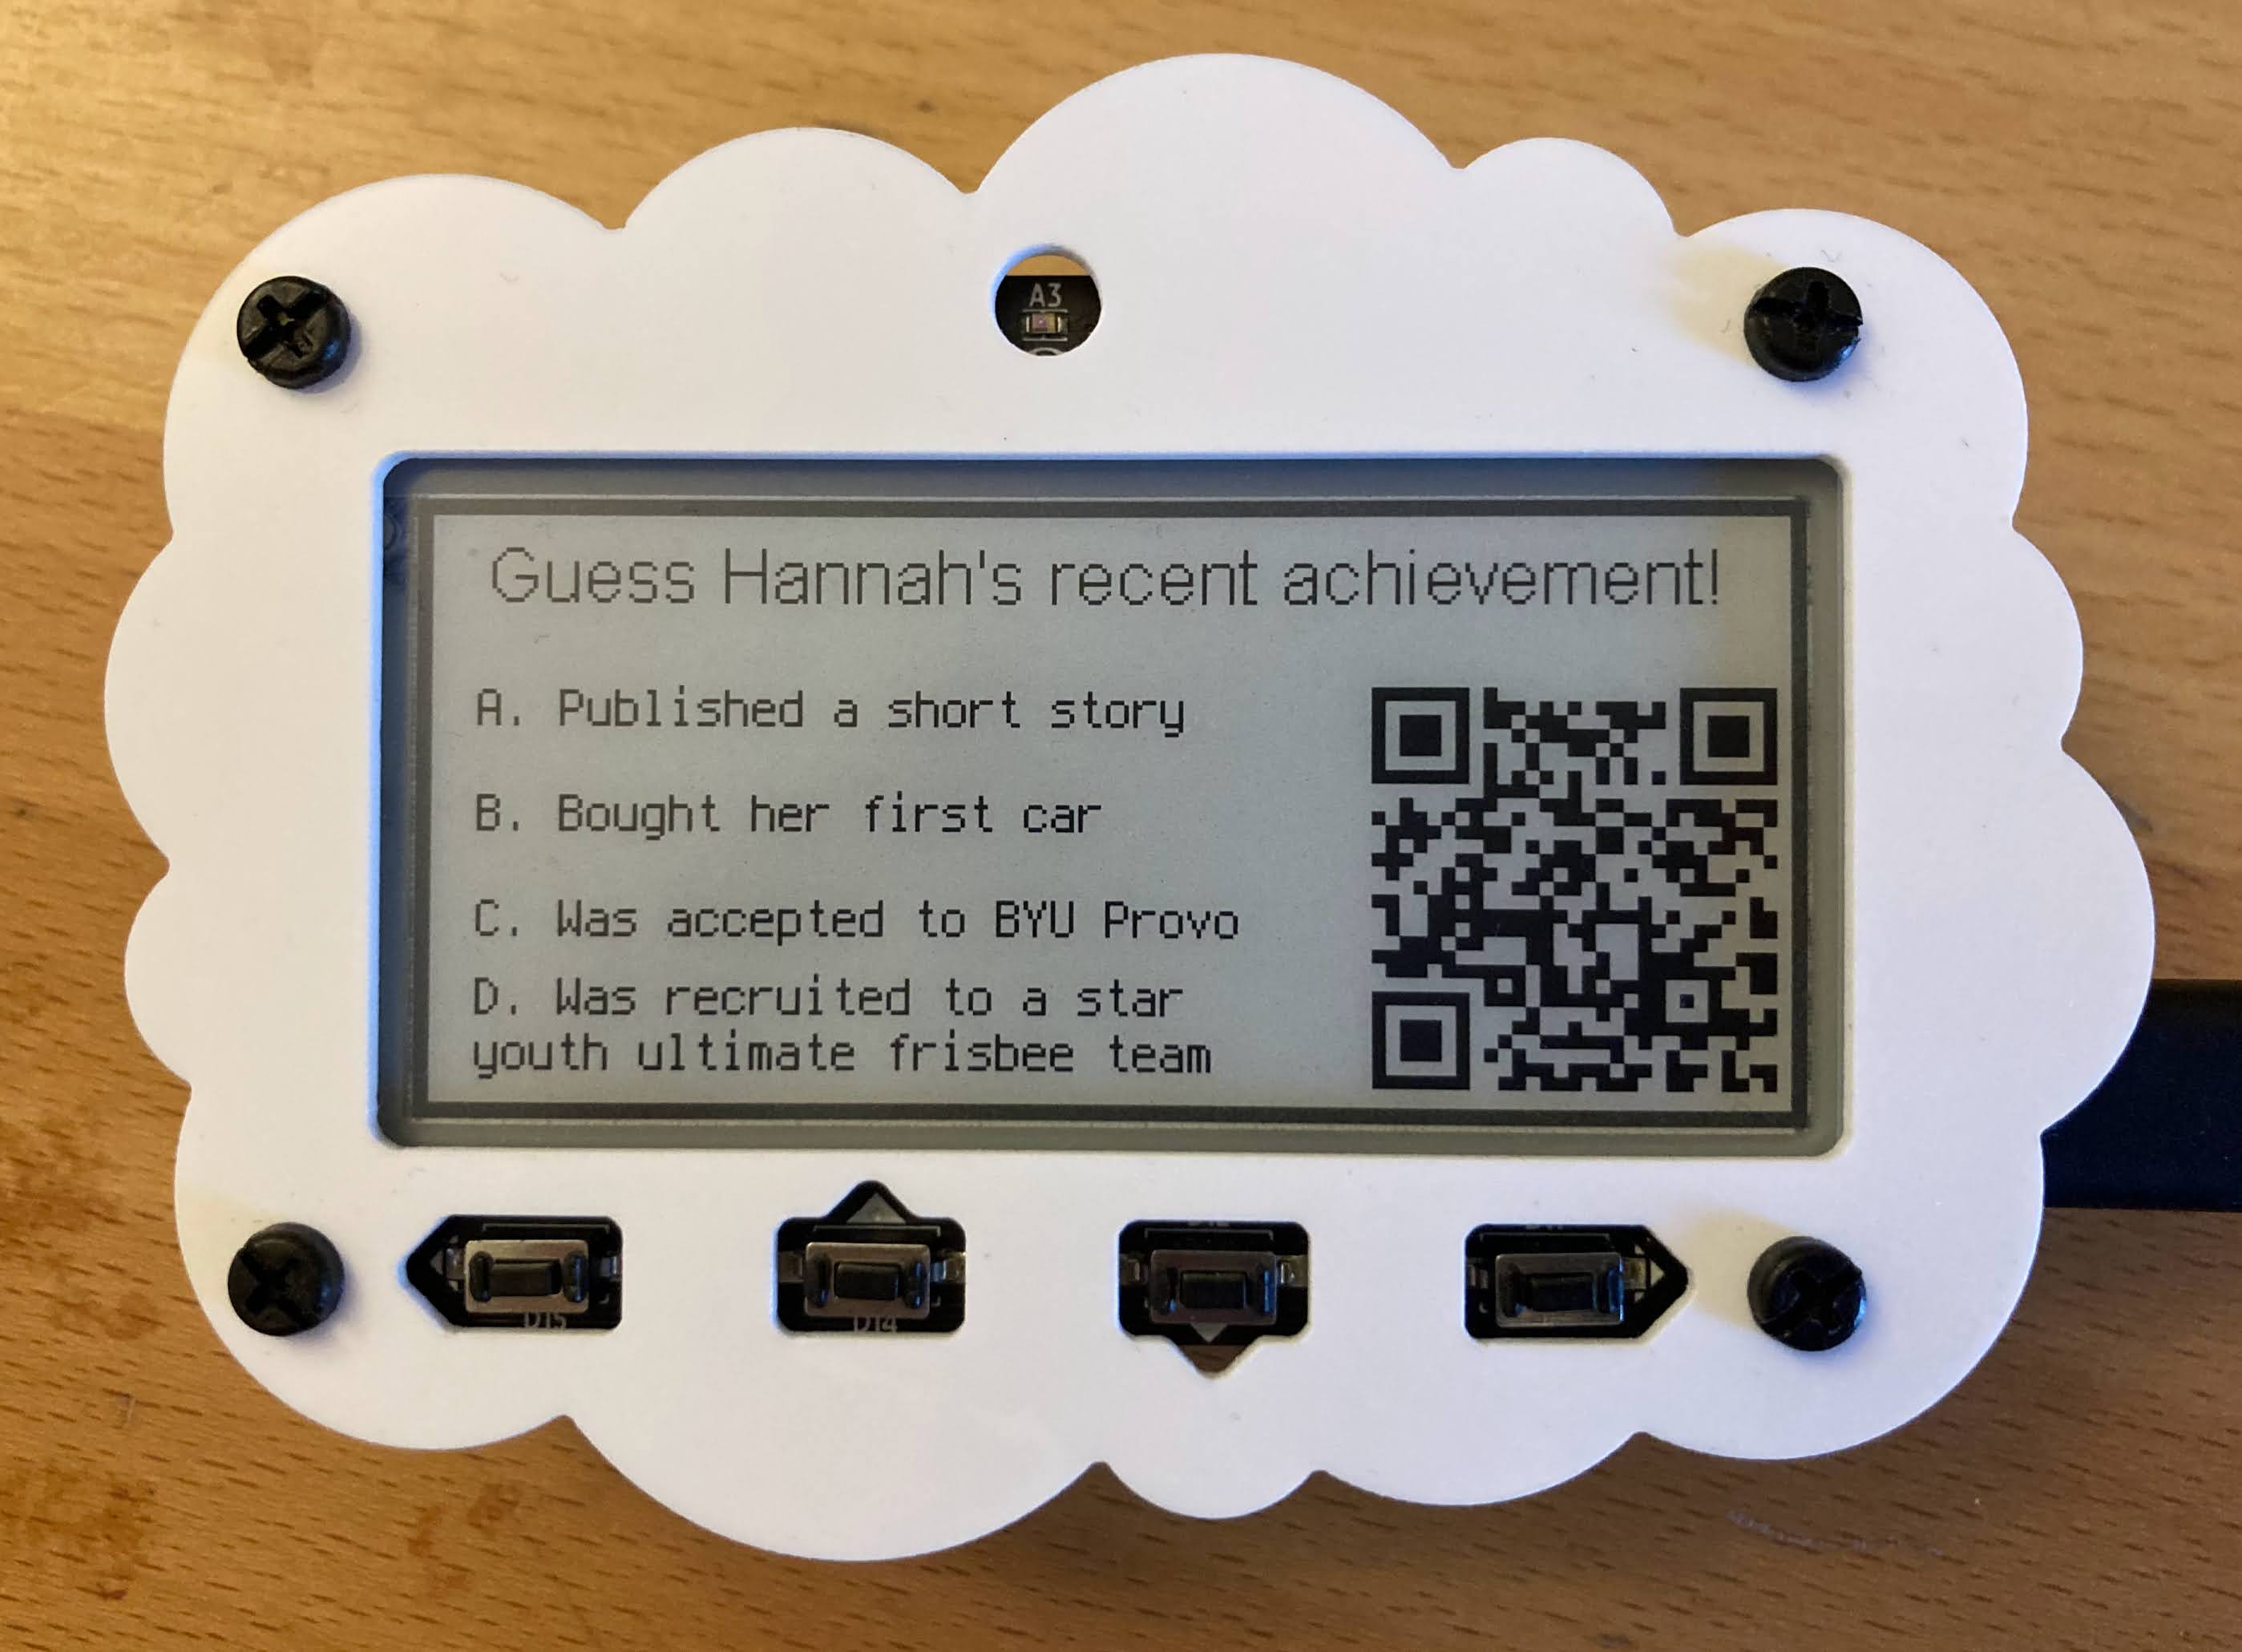 A3
Guess Hannah's recent achievement!
A. Published a short story
B. Bought her first car
C. Was accepted to BYU Provo
D. Was recruited to a star
youth ultimate frisbee team
D15
D14